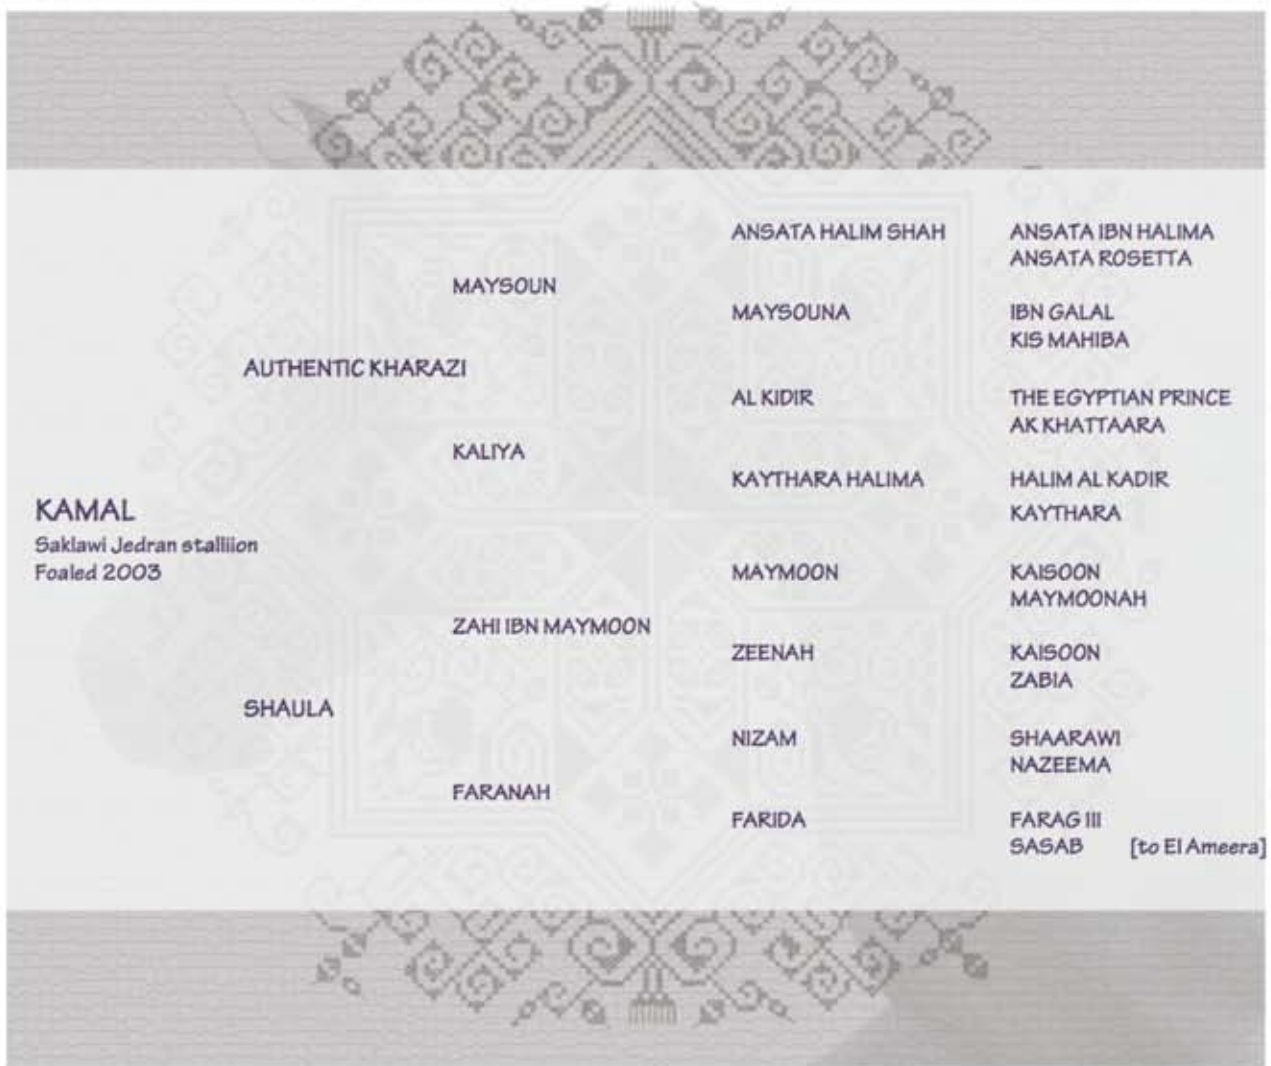 ANSATA HALIM SHAH ANSATA IBN HALIMA
ANSATA ROSETTA
MAYSOUN
MAYSOUNA IBN GALAL
KIS MAHIBA
AUTHENTIC KHARAZI
AL KIDIR THE EGYPTIAN PRINCE
AK KHATTAARA
KALIYA
KAYTHARA HALIMA HALIM AL KADIR
KAYTHARA
KAMAL
Saklawi Jedran stalliion
Foaled 2003
MAYMOON KAISOON
MAYMOONAH
ZAHI IBN MAYMOON
ZEENAH KAISOON
ZABIA
SHAULA
NIZAM SHAARAWI
NAZEEMA
FARANAH
FARIDA FARAG III
SASAB [to El Ameera]